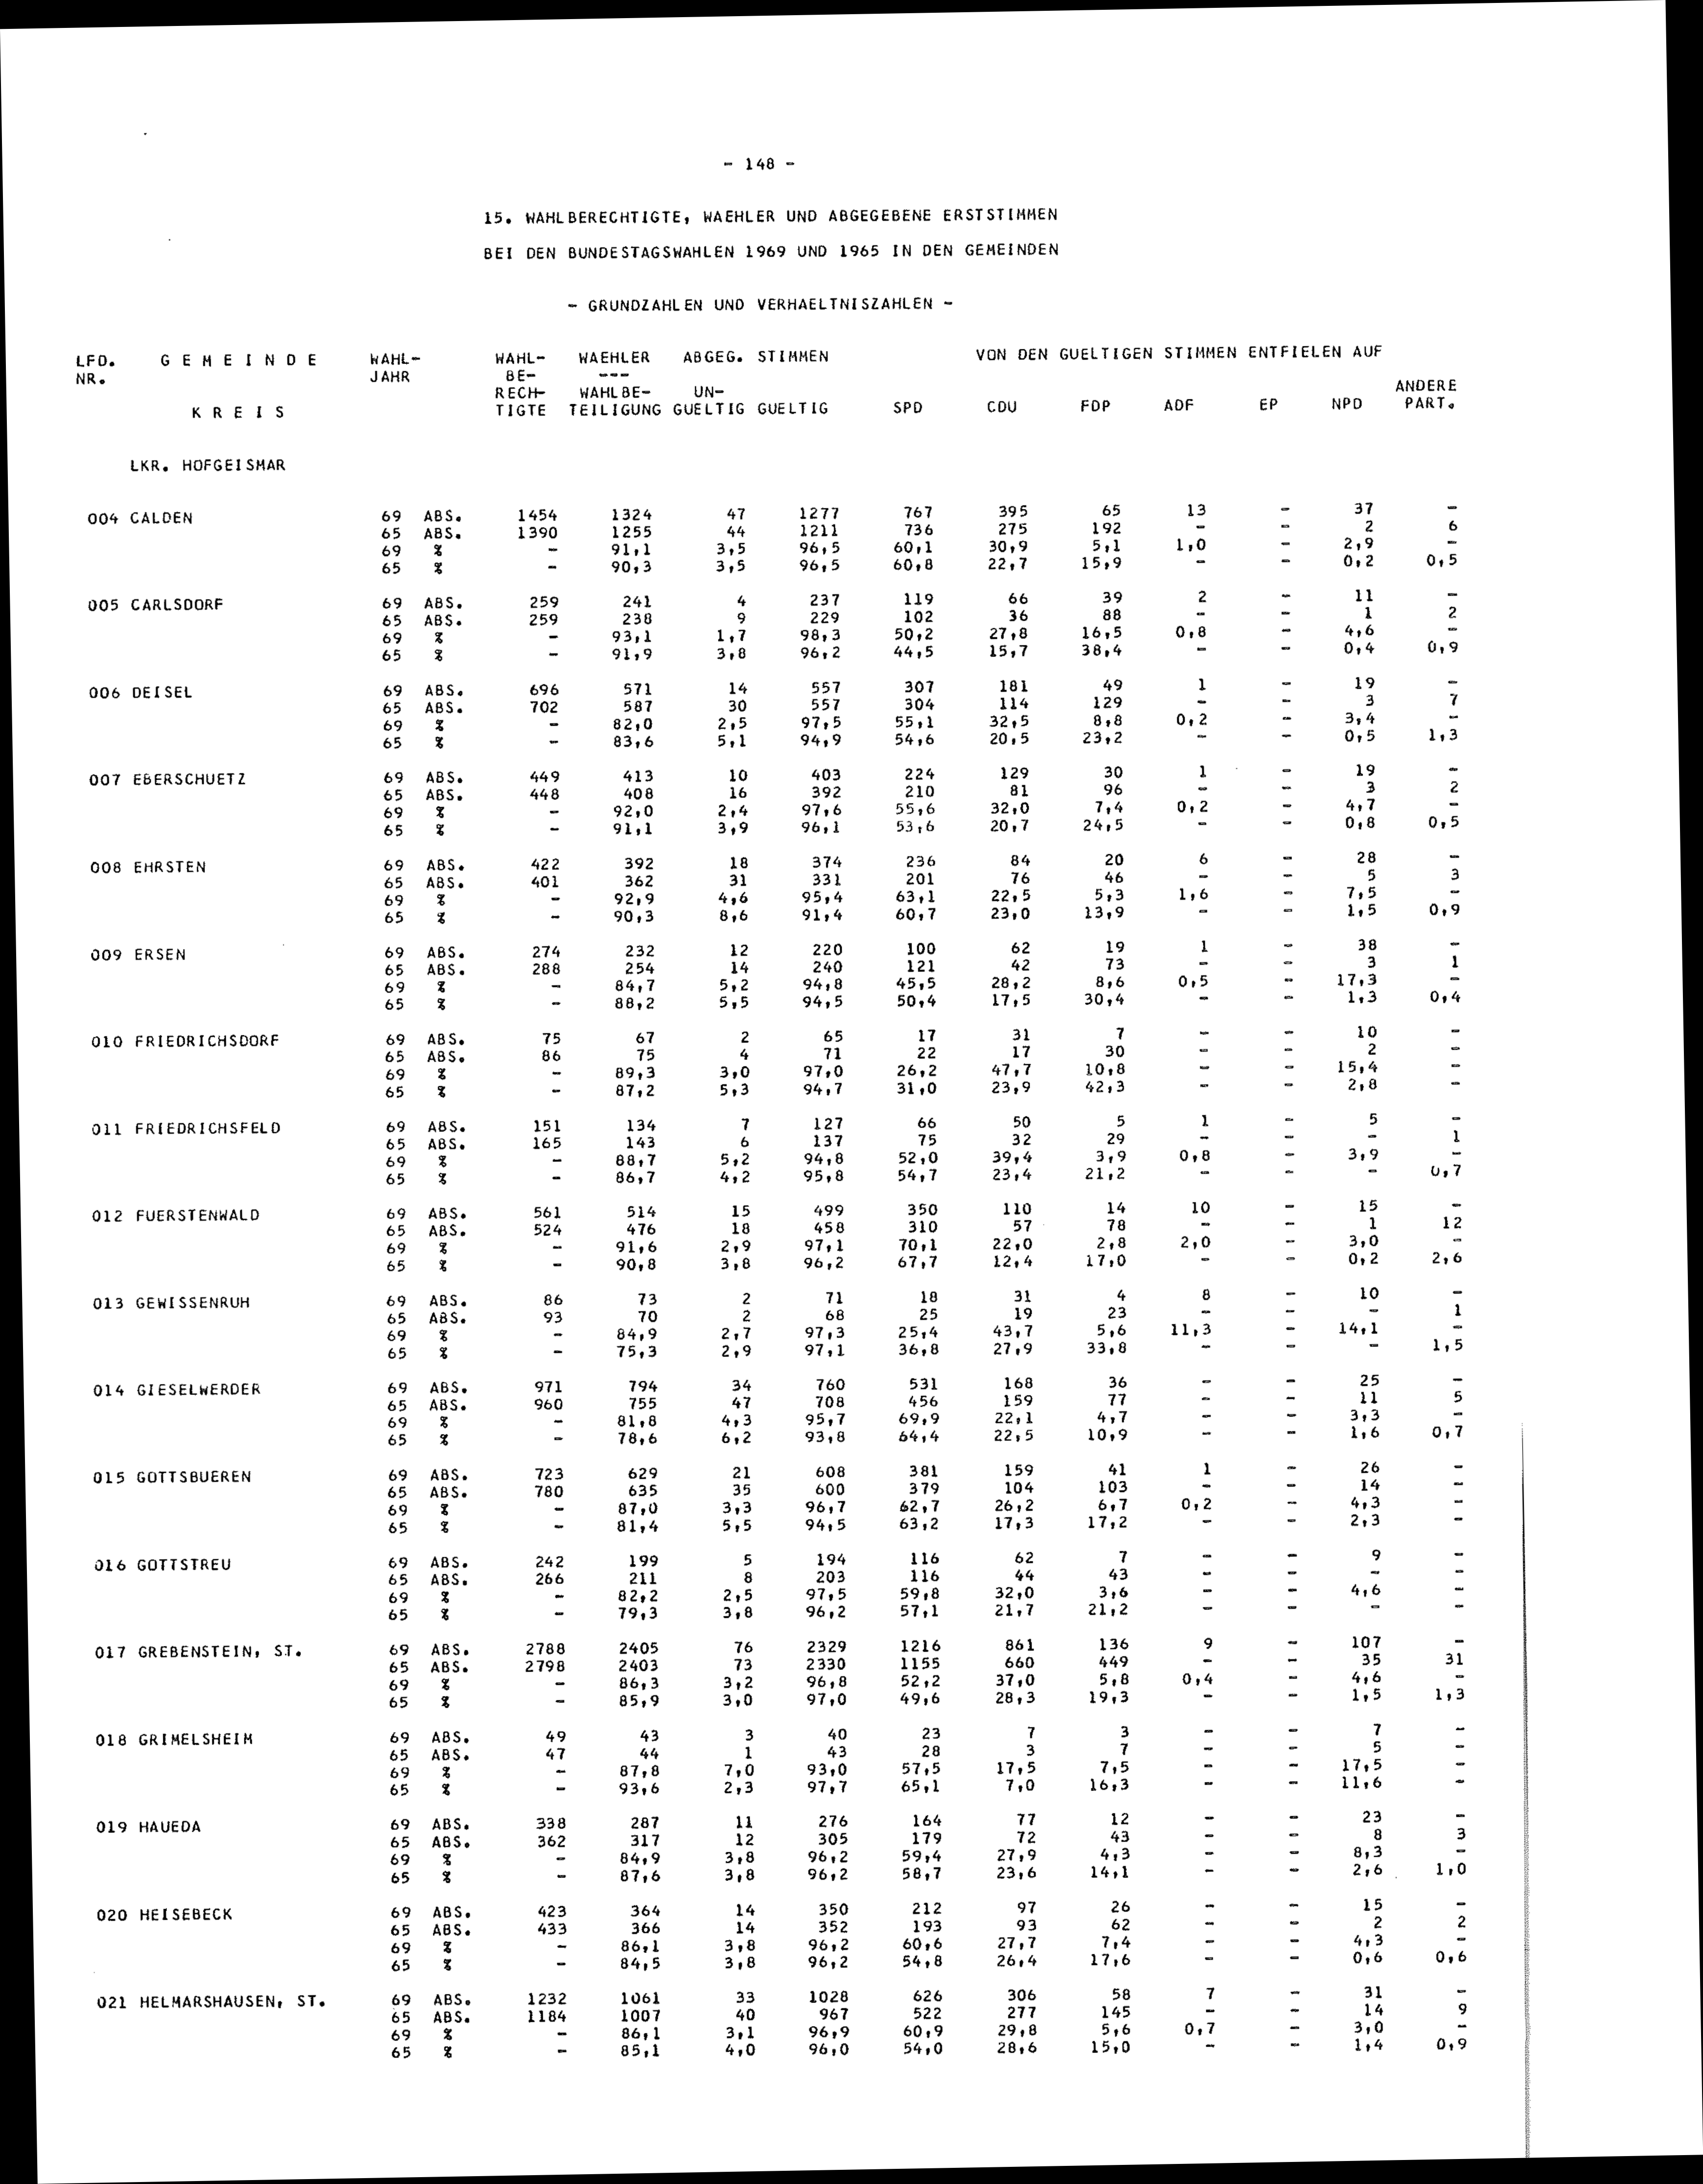 - 148 -
15. WAHLBERECHTIGTE, WAEHLER UND ABGEGEBENE ERSTSTIMMEN
BEI DEN BUNDESTAGSWAHLEN 1969 UND 1965 IN DEN GEMEINDEN
- GRUNDZAHLEN UND VERHAELTNISZAHLEN -
LFD. G E M E I N D E WAHL- WAHL- WAEHLER ABGEG. STIMMEN VON DEN GUELTIGEN STIMMEN ENTFIELEN AUF
NR. JAHR BE- ---
RECH- WAHLBE- UN- ANDERE
K R E I S TIGTE TEILIGUNG GUELTIG GUELTIG SPD CDU FDP ADF EP NPD PART.
LKR. HOFGEISMAR
004 CALDEN 69 ABS. 1454 1324 47 1277 767 395 65 13 - 37 -
65 ABS. 1390 1255 44 1211 736 275 192 - - 2 6
69 % - 91,1 3,5 96,5 60,1 30,9 5,1 1,0 - 2,9 -
65 % - 90,3 3,5 96,5 60,8 22,7 15,9 - - 0,2 0,5
005 CARLSDORF 69 ABS. 259 241 4 237 119 66 39 2 - 11 -
65 ABS. 259 238 9 229 102 36 88 - - 1 2
69 % - 93,1 1,7 98,3 50,2 27,8 16,5 0,8 - 4,6 -
65 % - 91,9 3,8 96,2 44,5 15,7 38,4 - - 0,4 0,9
006 DEISEL 69 ABS. 696 571 14 557 307 181 49 1 - 19 -
65 ABS. 702 587 30 557 304 114 129 - - 3 7
69 % - 82,0 2,5 97,5 55,1 32,5 8,8 0,2 - 3,4 -
65 % - 83,6 5,1 94,9 54,6 20,5 23,2 - - 0,5 1,3
007 EBERSCHUETZ 69 ABS. 449 413 10 403 224 129 30 1 - 19 -
65 ABS. 448 408 16 392 210 81 96 - - 3 2
69 % - 92,0 2,4 97,6 55,6 32,0 7,4 0,2 - 4,7 -
65 % - 91,1 3,9 96,1 53,6 20,7 24,5 - - 0,8 0,5
008 EHRSTEN 69 ABS. 422 392 18 374 236 84 20 6 - 28 -
65 ABS. 401 362 31 331 201 76 46 - - 5 3
69 % - 92,9 4,6 95,4 63,1 22,5 5,3 1,6 - 7,5 -
65 % - 90,3 8,6 91,4 60,7 23,0 13,9 - - 1,5 0,9
009 ERSEN 69 ABS. 274 232 12 220 100 62 19 1 - 38 -
65 ABS. 288 254 14 240 121 42 73 - - 3 1
69 % - 84,7 5,2 94,8 45,5 28,2 8,6 0,5 - 17,3 -
65 % - 88,2 5,5 94,5 50,4 17,5 30,4 - - 1,3 0,4
010 FRIEDRICHSDORF 69 ABS. 75 67 2 65 17 31 7 - - 10 -
65 ABS. 86 75 4 71 22 17 30 - - 2 -
69 % - 89,3 3,0 97,0 26,2 47,7 10,8 - - 15,4 -
65 % - 87,2 5,3 94,7 31,0 23,9 42,3 - - 2,8 -
011 FRIEDRICHSFELD 69 ABS. 151 134 7 127 66 50 5 1 - 5 -
65 ABS. 165 143 6 137 75 32 29 - - - 1
69 % - 88,7 5,2 94,8 52,0 39,4 3,9 0,8 - 3,9 -
65 % - 86,7 4,2 95,8 54,7 23,4 21,2 - - - 0,7
012 FUERSTENWALD 69 ABS. 561 514 15 499 350 110 14 10 - 15 -
65 ABS. 524 476 18 458 310 57 78 - - 1 12
69 % - 91,6 2,9 97,1 70,1 22,0 2,8 2,0 - 3,0 -
65 % - 90,8 3,8 96,2 67,7 12,4 17,0 - - 0,2 2,6
013 GEWISSENRUH 69 ABS. 86 73 2 71 18 31 4 8 - 10 -
65 ABS. 93 70 2 68 25 19 23 - - - 1
69 % - 84,9 2,7 97,3 25,4 43,7 5,6 11,3 - 14,1 -
65 % - 75,3 2,9 97,1 36,8 27,9 33,8 - - - 1,5
014 GIESELWERDER 69 ABS. 971 794 34 760 531 168 36 - - 25 -
65 ABS. 960 755 47 708 456 159 77 - - 11 5
69 % - 81,8 4,3 95,7 69,9 22,1 4,7 - - 3,3 -
65 % - 78,6 6,2 93,8 64,4 22,5 10,9 - - 1,6 0,7
015 GOTTSBUEREN 69 ABS. 723 629 21 608 381 159 41 1 - 26 -
65 ABS. 780 635 35 600 379 104 103 - - 14 -
69 % - 87,0 3,3 96,7 62,7 26,2 6,7 0,2 - 4,3 -
65 % - 81,4 5,5 94,5 63,2 17,3 17,2 - - 2,3 -
016 GOTTSTREU 69 ABS. 242 199 5 194 116 62 7 - - 9 -
65 ABS. 266 211 8 203 116 44 43 - - - -
69 % - 82,2 2,5 97,5 59,8 32,0 3,6 - - 4,6 -
65 % - 79,3 3,8 96,2 57,1 21,7 21,2 - - - -
017 GREBENSTEIN, ST. 69 ABS. 2788 2405 76 2329 1216 861 136 9 - 107 -
65 ABS. 2798 2403 73 2330 1155 660 449 - - 35 31
69 % - 86,3 3,2 96,8 52,2 37,0 5,8 0,4 - 4,6 -
65 % - 85,9 3,0 97,0 49,6 28,3 19,3 - - 1,5 1,3
018 GRIMELSHEIM 69 ABS. 49 43 3 40 23 7 3 - - 7 -
65 ABS. 47 44 1 43 28 3 7 - - 5 -
69 % - 87,8 7,0 93,0 57,5 17,5 7,5 - - 17,5 -
65 % - 93,6 2,3 97,7 65,1 7,0 16,3 - - 11,6 -
019 HAUEDA 69 ABS. 338 287 11 276 164 77 12 - - 23 -
65 ABS. 362 317 12 305 179 72 43 - - 8 3
69 % - 84,9 3,8 96,2 59,4 27,9 4,3 - - 8,3 -
65 % - 87,6 3,8 96,2 58,7 23,6 14,1 - - 2,6 1,0
020 HEISEBECK 69 ABS. 423 364 14 350 212 97 26 - - 15 -
65 ABS. 433 366 14 352 193 93 62 - - 2 2
69 % - 86,1 3,8 96,2 60,6 27,7 7,4 - - 4,3 -
65 % - 84,5 3,8 96,2 54,8 26,4 17,6 - - 0,6 0,6
021 HELMARSHAUSEN, ST. 69 ABS. 1232 1061 33 1028 626 306 58 7 - 31 -
65 ABS. 1184 1007 40 967 522 277 145 - - 14 9
69 % - 86,1 3,1 96,9 60,9 29,8 5,6 0,7 - 3,0 -
65 % - 85,1 4,0 96,0 54,0 28,6 15,0 - - 1,4 0,9